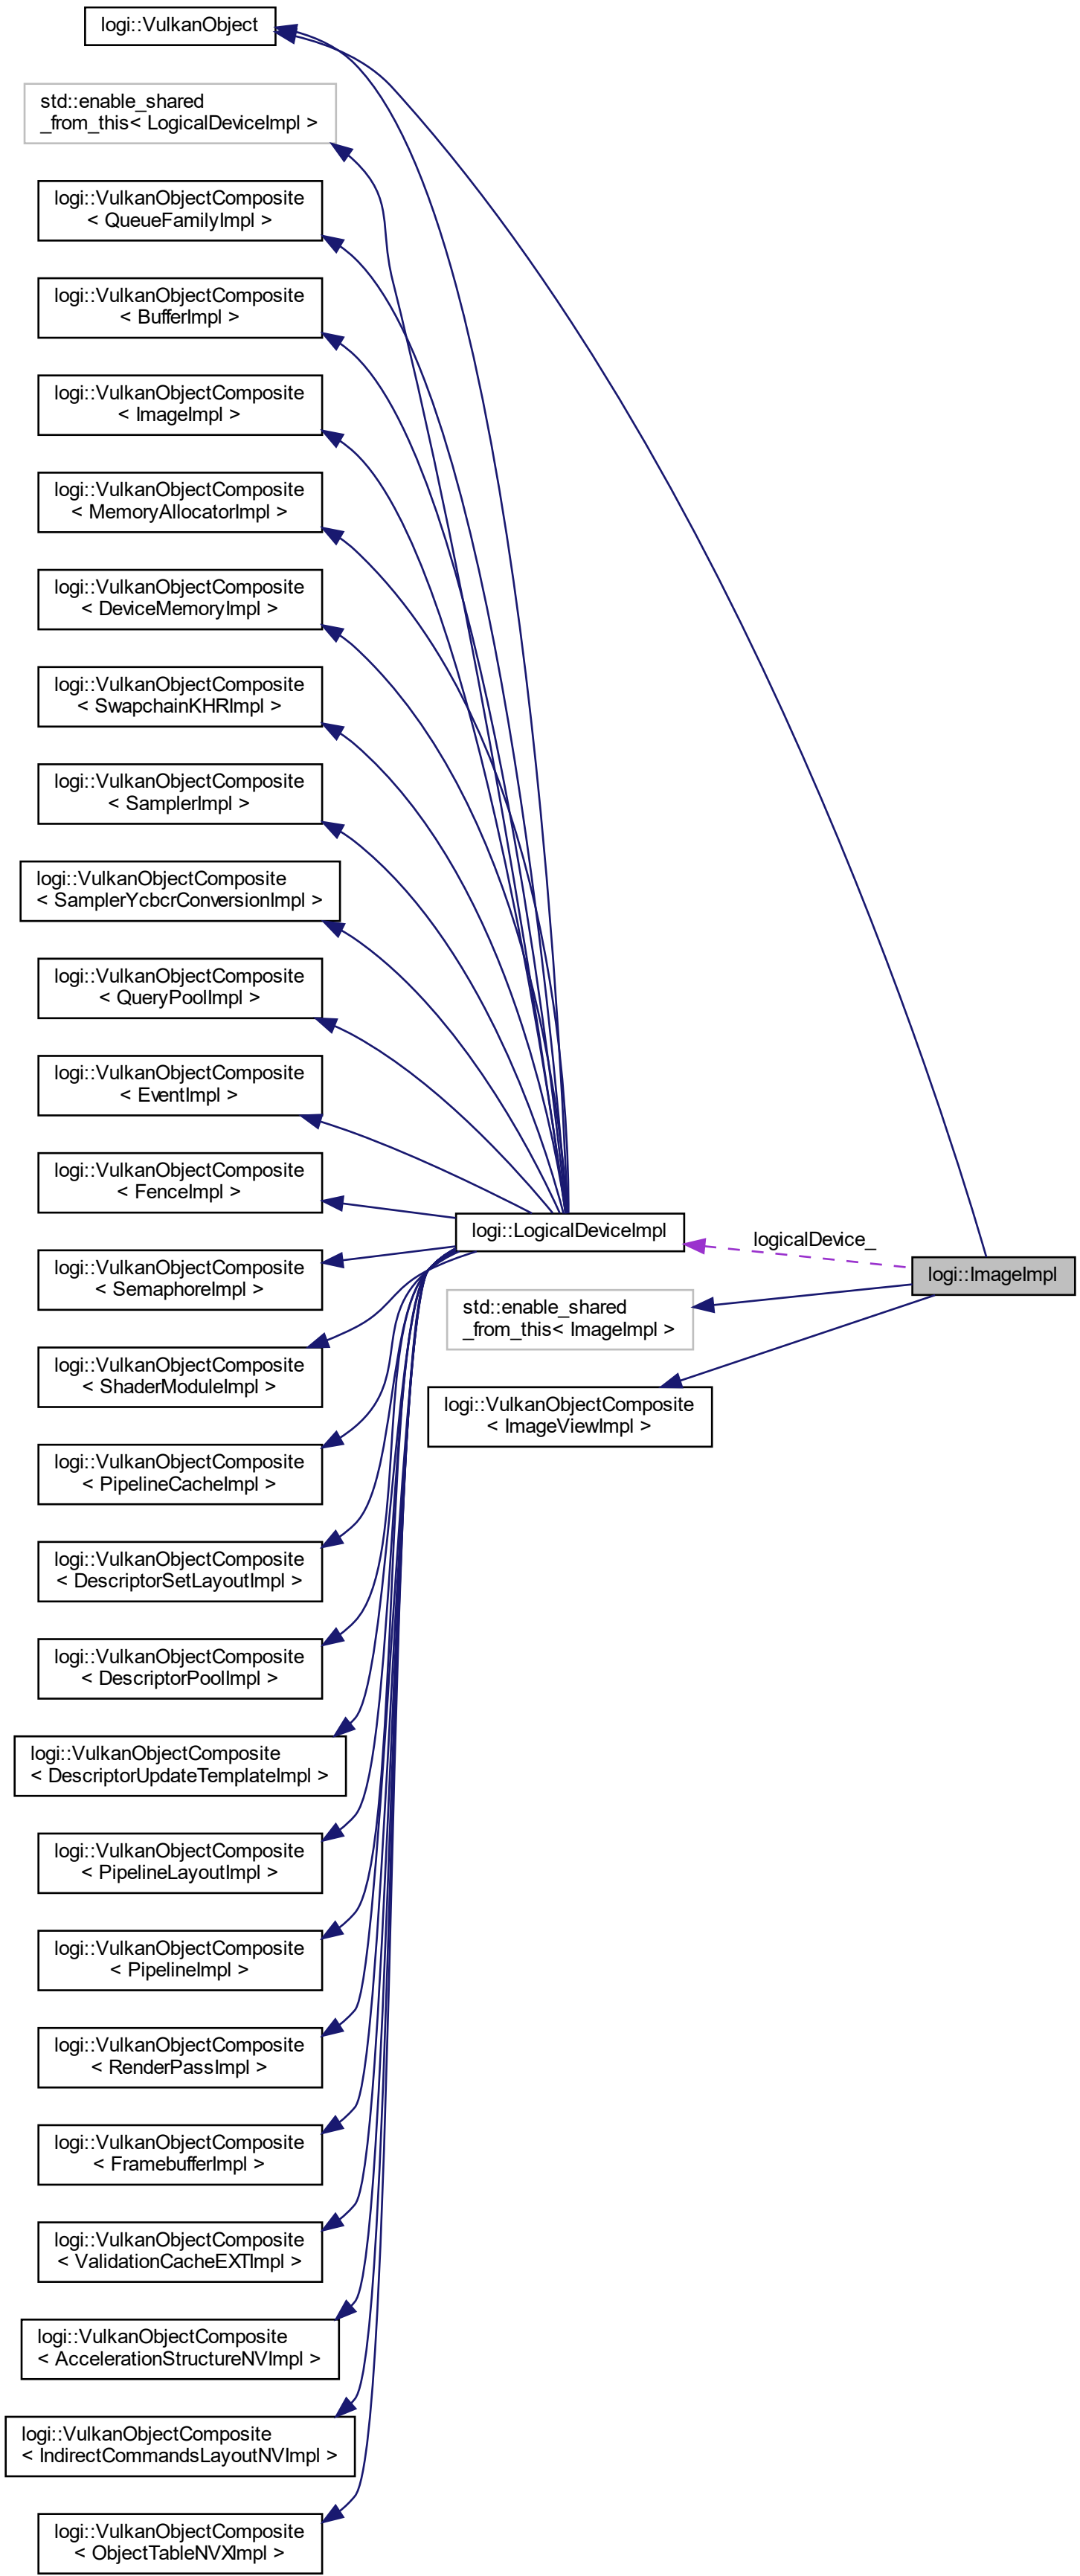 logi::VulkanObject
std::enable_shared
_from_this< LogicalDeviceImpl >
logi::VulkanObjectComposite
< QueueFamilyImpl >
logi::VulkanObjectComposite
< BufferImpl >
logi::VulkanObjectComposite
< ImageImpl >
logi::VulkanObjectComposite
< MemoryAllocatorImpl >
logi::VulkanObjectComposite
< DeviceMemoryImpl >
logi::VulkanObjectComposite
< SwapchainKHRImpl >
logi::VulkanObjectComposite
< SamplerImpl >
logi::VulkanObjectComposite
< SamplerYcbcrConversionImpl >
logi::VulkanObjectComposite
< QueryPoolImpl >
logi::VulkanObjectComposite
< EventImpl >
logi::VulkanObjectComposite
< FenceImpl >
logi::VulkanObjectComposite
< SemaphoreImpl >
logi::VulkanObjectComposite
< ShaderModuleImpl >
logi::VulkanObjectComposite
< PipelineCacheImpl >
logi::VulkanObjectComposite
< DescriptorSetLayoutImpl >
logi::VulkanObjectComposite
< DescriptorPoolImpl >
logi::VulkanObjectComposite
< DescriptorUpdateTemplateImpl >
logi::VulkanObjectComposite
< PipelineLayoutImpl >
logi::VulkanObjectComposite
< PipelineImpl >
logi::VulkanObjectComposite
< RenderPassImpl >
logi::VulkanObjectComposite
< FramebufferImpl >
logi::VulkanObjectComposite
< ValidationCacheEXTImpl >
logi::VulkanObjectComposite
< AccelerationStructureNVImpl >
logi::VulkanObjectComposite
< IndirectCommandsLayoutNVImpl >
logi::VulkanObjectComposite
< ObjectTableNVXImpl >
logi::LogicalDeviceImpl
std::enable_shared
_from_this< ImageImpl >
logi::VulkanObjectComposite
< ImageViewImpl >
logicalDevice_
logi::ImageImpl